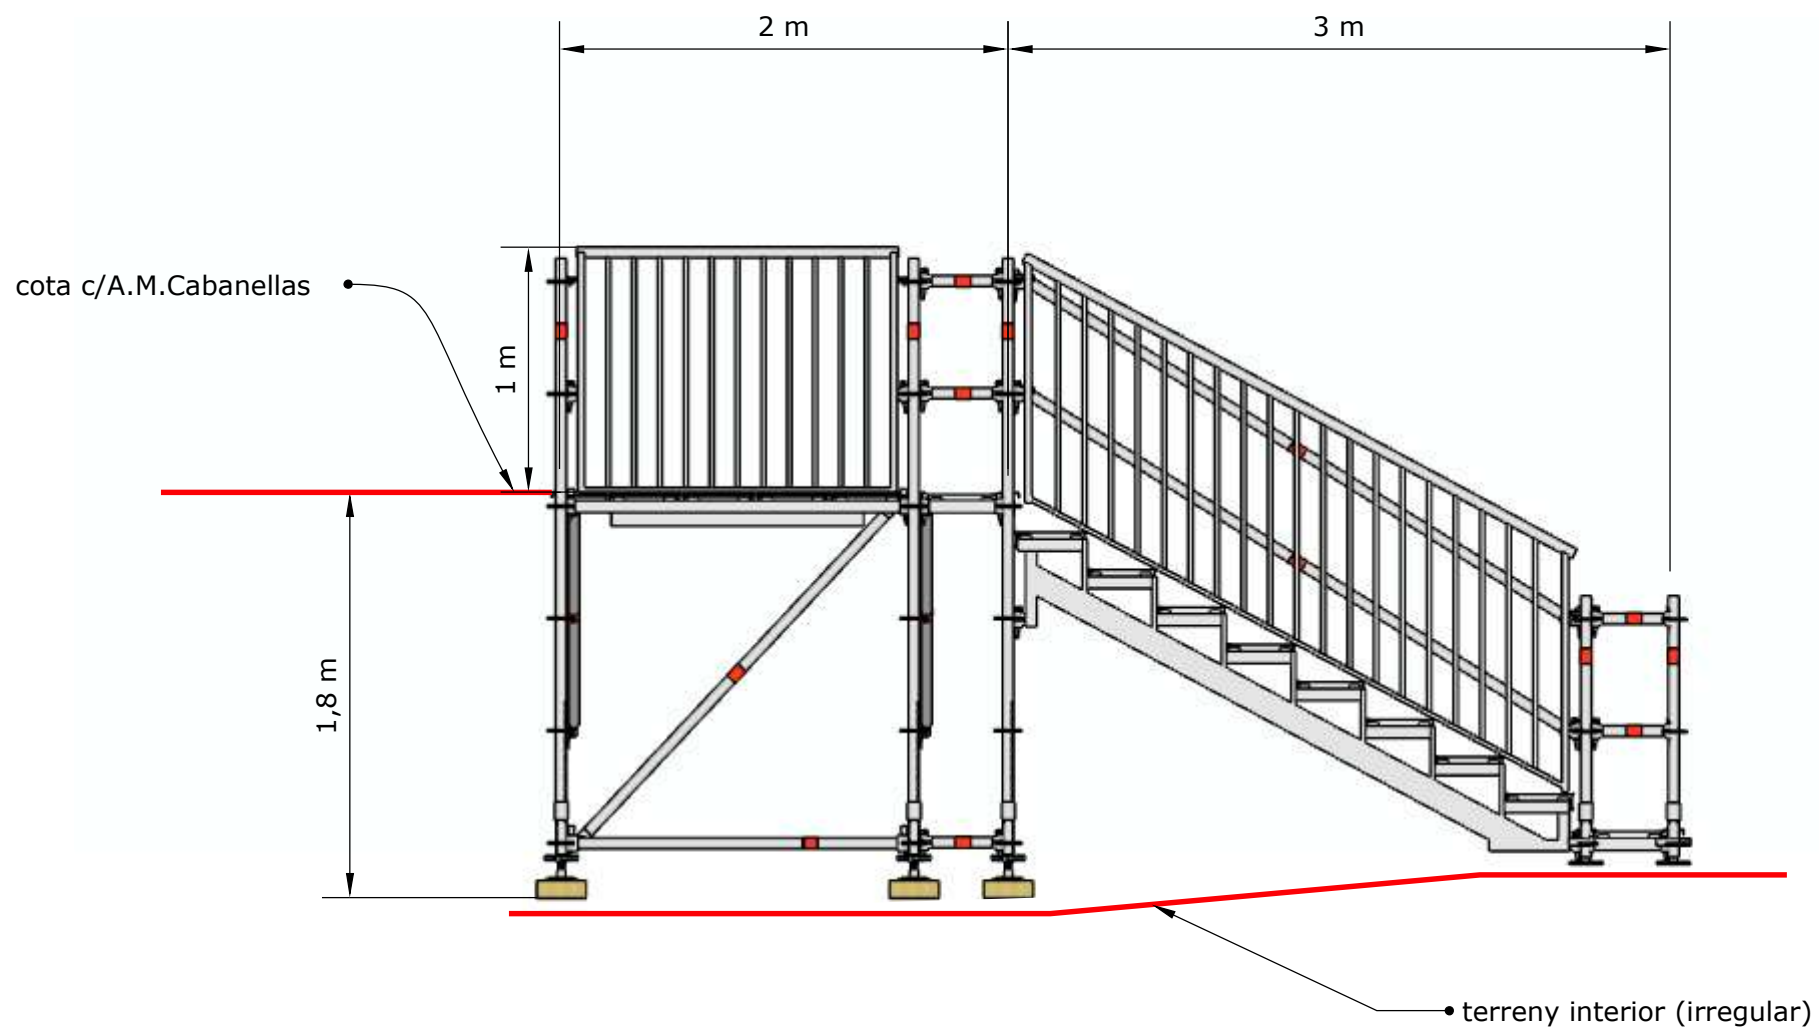 2 m
3 m
cota c/A.M.Cabanellas
1 m
1,8 m
terreny interior (irregular)